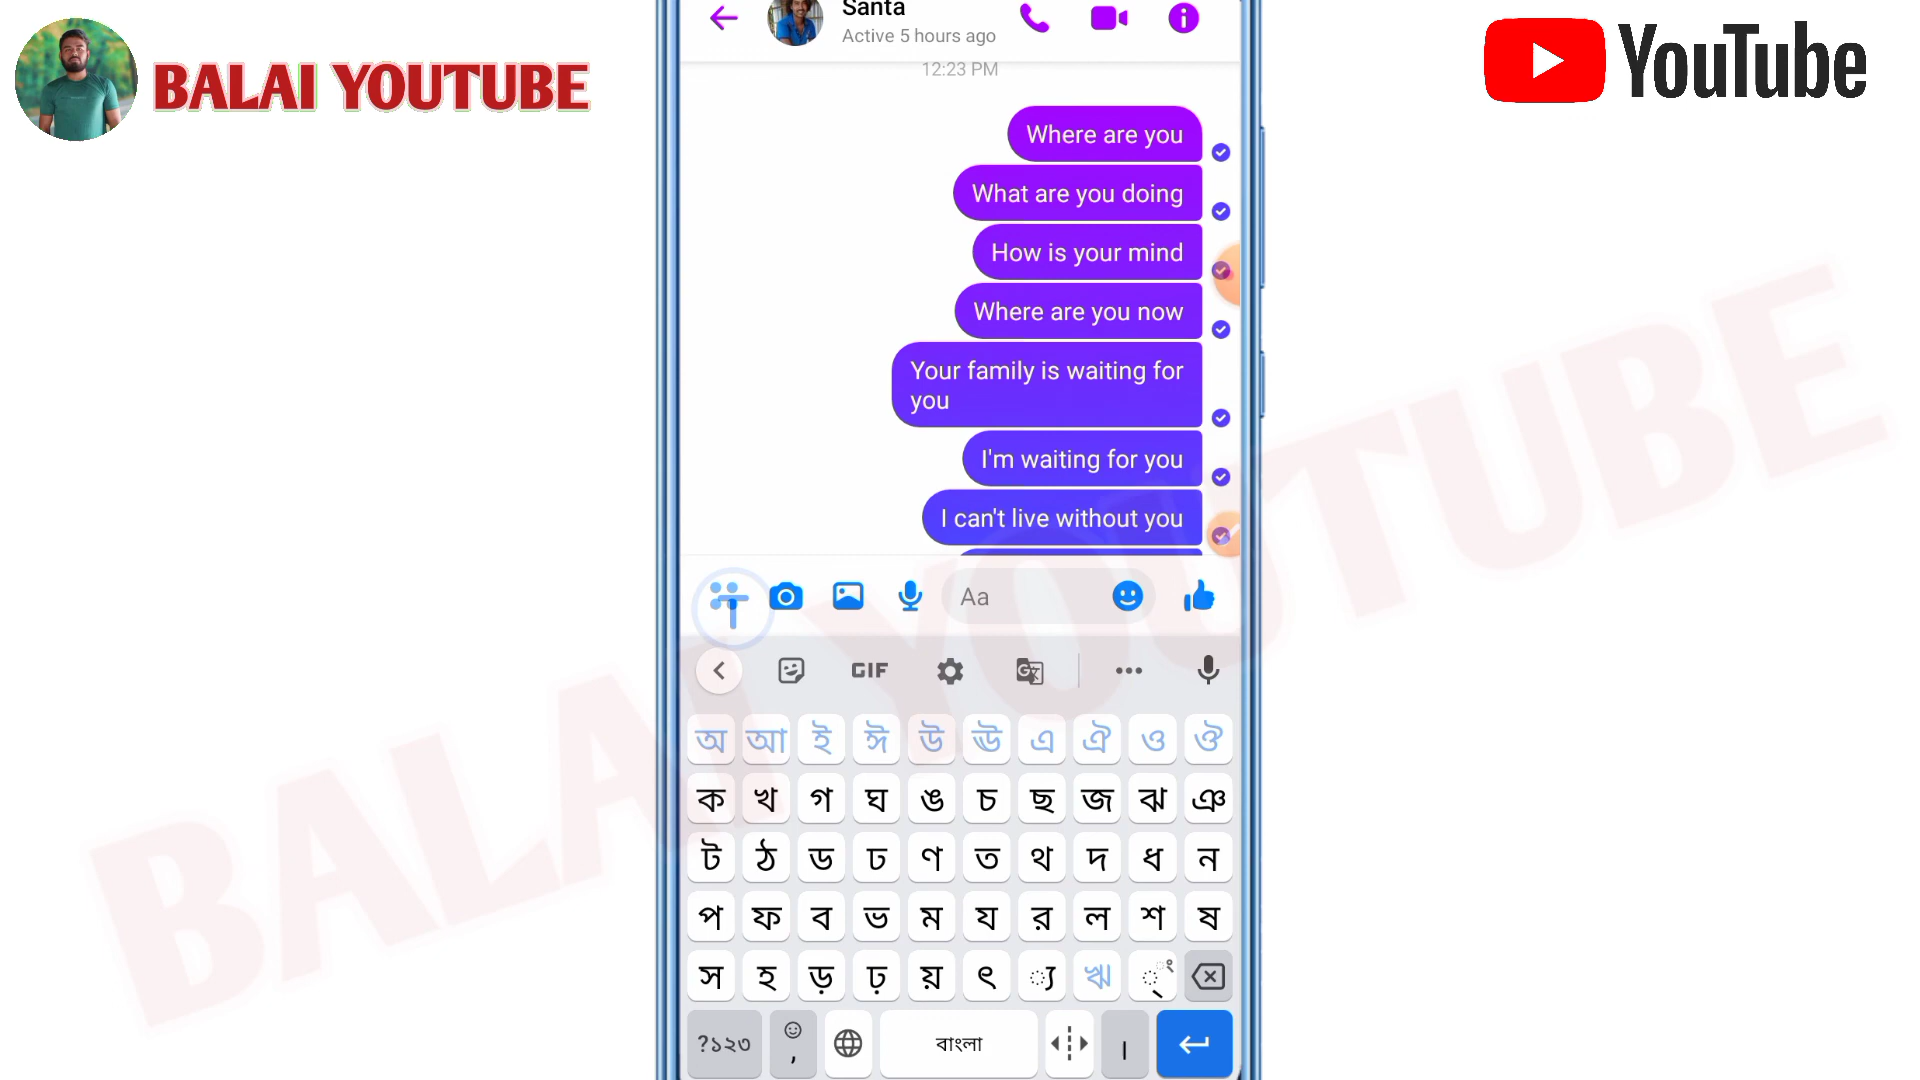 Santa
Active 5 hours ago
BALAI YOUTUBE
YouTube
12:23 PM
Where are you
What are you doing
How is your mind
Where are you now
Your family is waiting for
you
I'm waiting for you
I can't live without you
Aa
GIF
অ আ ই ঈ উ ঊ এ ঐ ও ঔ
ক খ গ ঘ ঙ চ ছ জ ঝ ঞ
ট ঠ ড ঢ ণ ত থ দ ধ ন
প ফ ব ভ ম য র ল শ ষ
স হ ড় ঢ় য় ৎ ্য ঋ ্ ং
?১২৩ , বাংলা ।
BALAI YOUTUBE